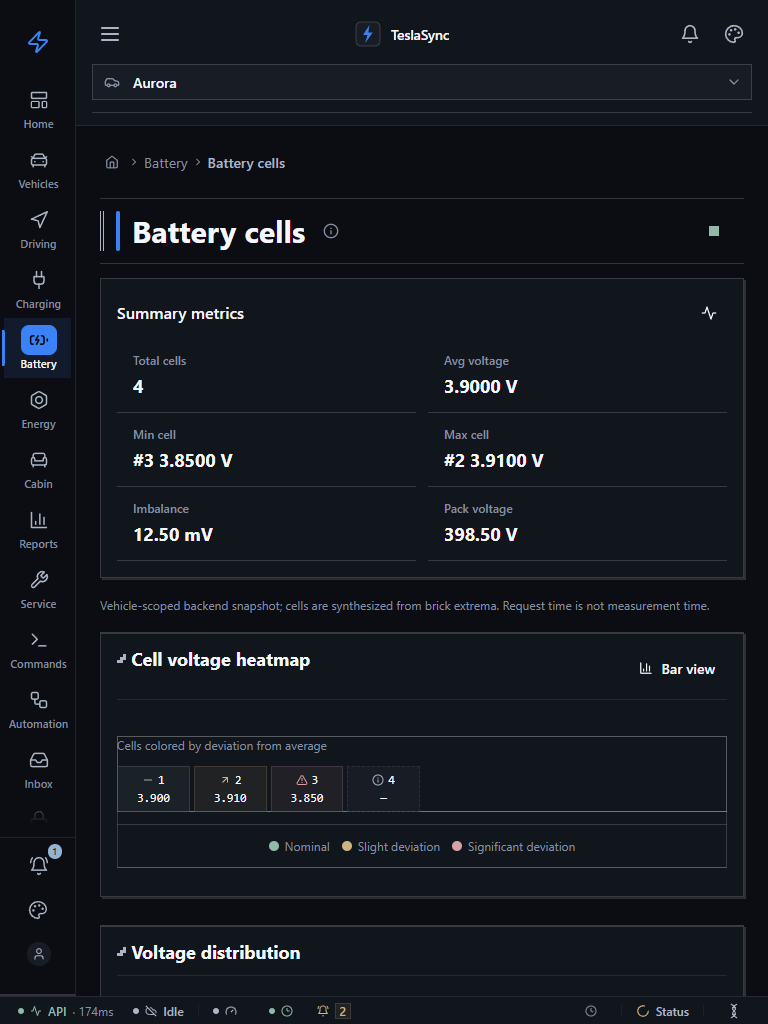 TeslaSync
Aurora
Home
Vehicles
Driving
Charging
Battery
Energy
Cabin
Reports
Service
Commands
Automation
Inbox
1
Battery
Battery cells
Battery cells
Summary metrics
Total cells
4
Avg voltage
3.9000 V
Min cell
#3 3.8500 V
Max cell
#2 3.9100 V
Imbalance
12.50 mV
Pack voltage
398.50 V
Vehicle-scoped backend snapshot; cells are synthesized from brick extrema. Request time is not measurement time.
Cell voltage heatmap
Bar view
Cells colored by deviation from average
1
3.900
2
3.910
3
3.850
4
—
Nominal
Slight deviation
Significant deviation
Voltage distribution
API · 174ms
Idle
2
Status